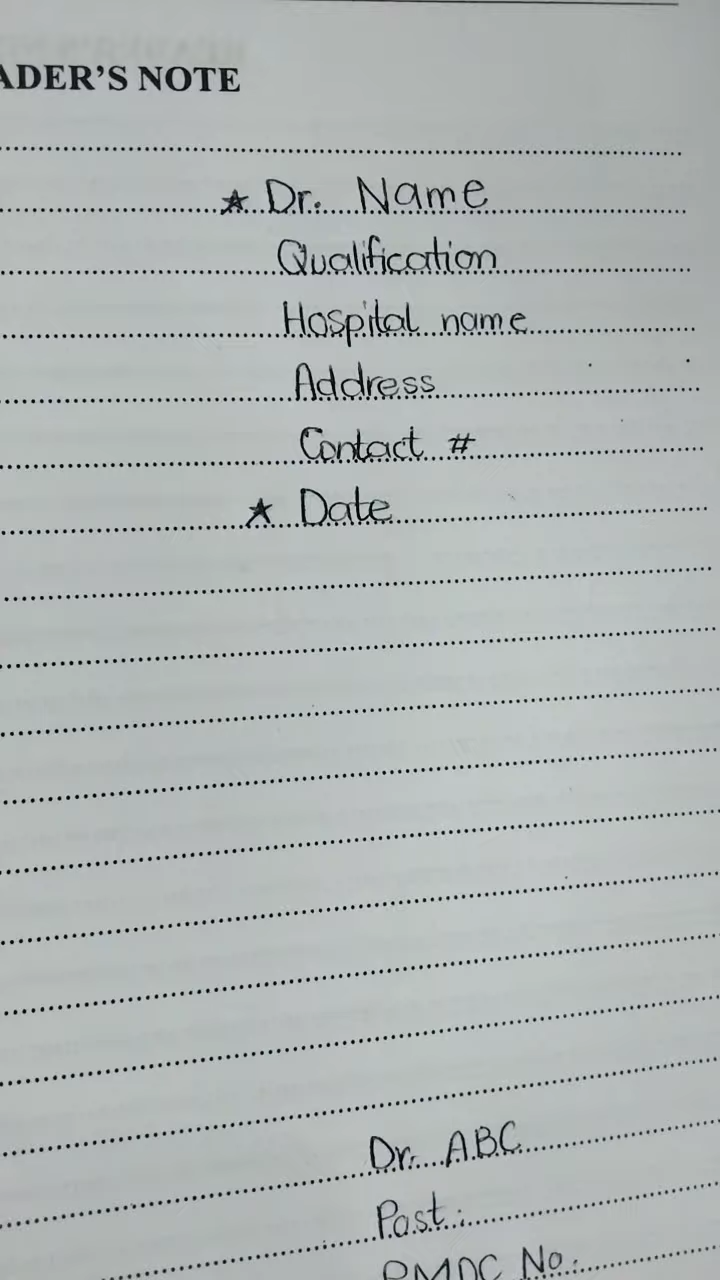 ADER'S NOTE
★ Dr. Name
Qualification
Hospital name
Address
Contact #
★ Date
Dr. ABC
Post:
PMDC No: